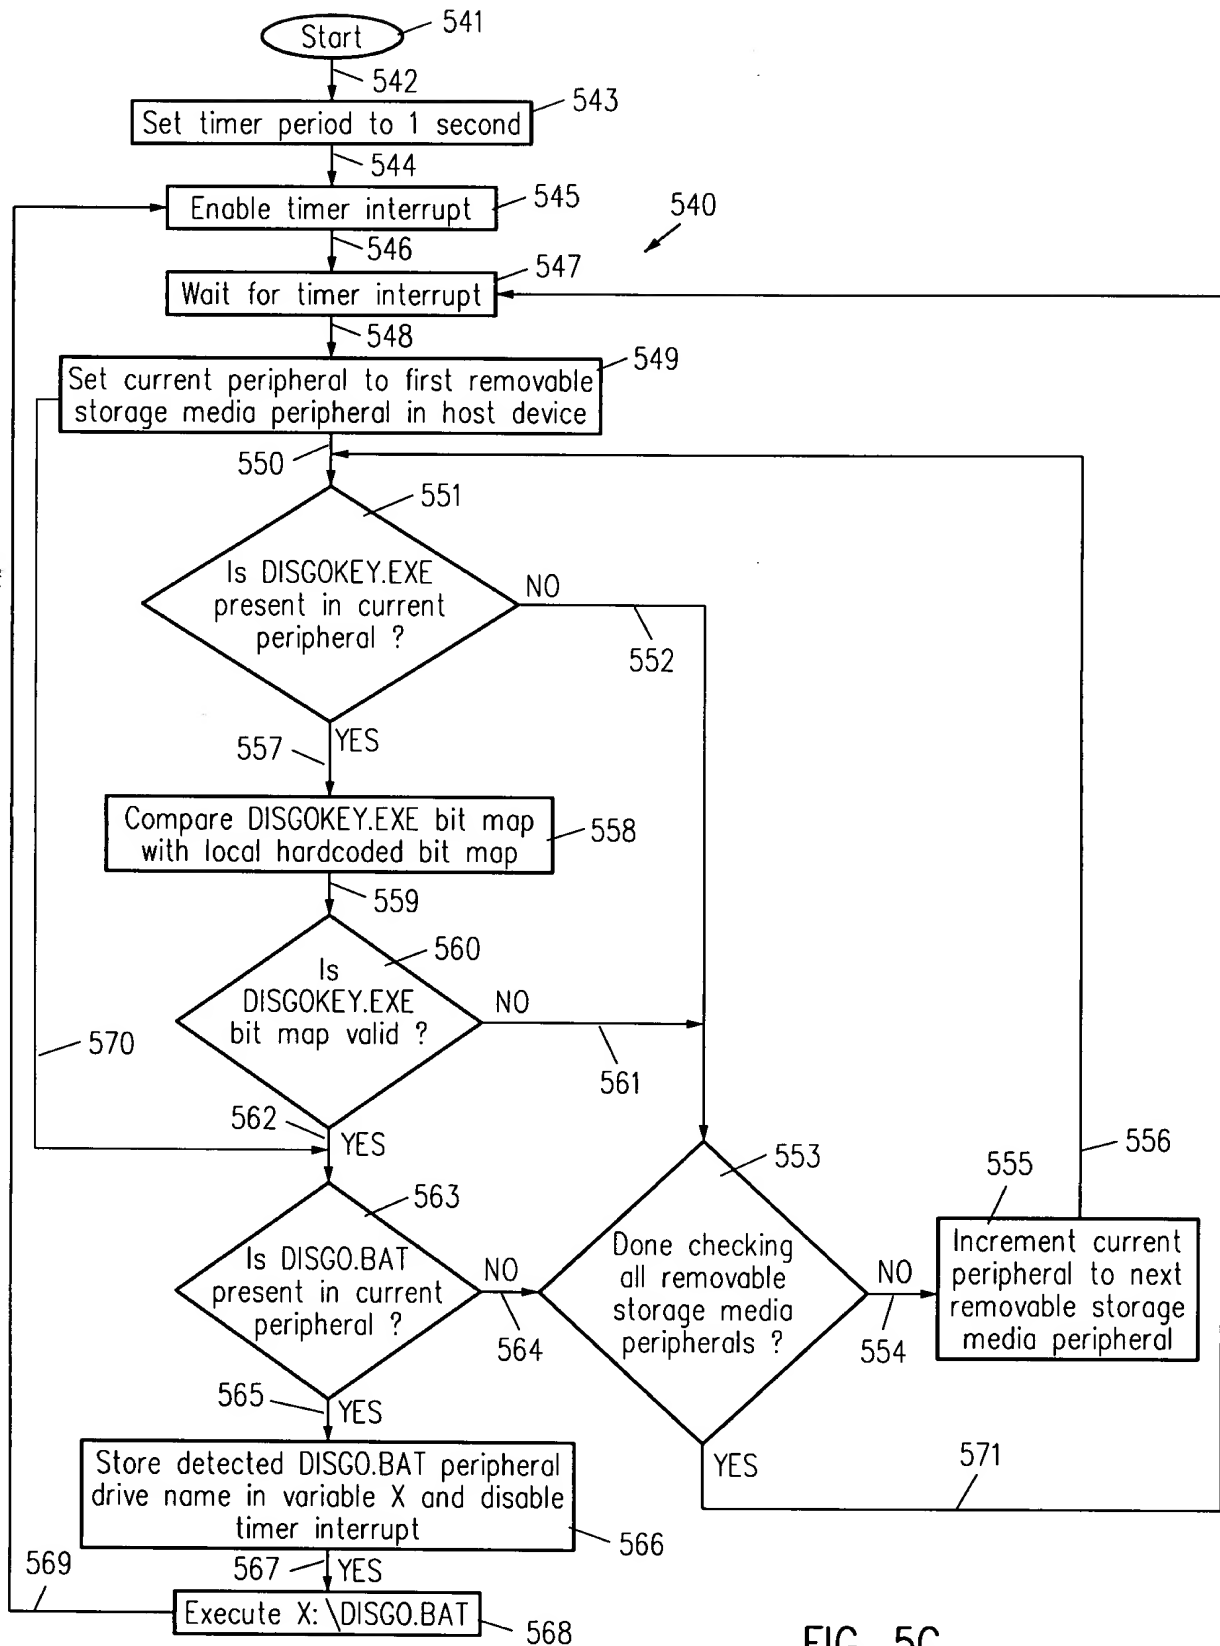 Start
541
542
Set timer period to 1 second
543
544
Enable timer interrupt
545
546
540
Wait for timer interrupt
547
548
Set current peripheral to first removable
storage media peripheral in host device
549
550
551
Is DISGOKEY.EXE
present in current
peripheral ?
NO
552
557
YES
Compare DISGOKEY.EXE bit map
with local hardcoded bit map
558
559
560
Is
DISGOKEY.EXE
bit map valid ?
NO
561
570
562
YES
553
556
555
563
Is DISGO.BAT
present in current
peripheral ?
NO
564
Done checking
all removable
storage media
peripherals ?
NO
554
Increment current
peripheral to next
removable storage
media peripheral
565
YES
YES
571
Store detected DISGO.BAT peripheral
drive name in variable X and disable
timer interrupt
566
567
YES
569
Execute X: \DISGO.BAT
568
FIG. 5C